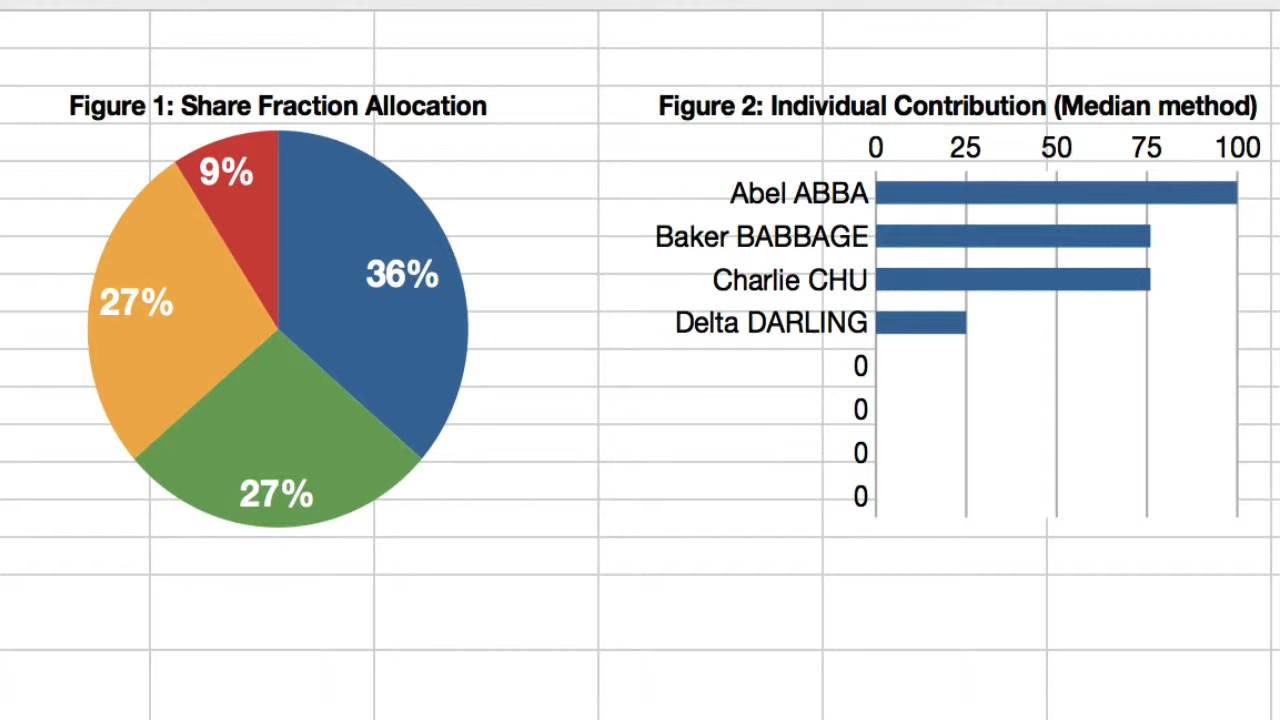 Figure 1: Share Fraction Allocation
9%
36%
27%
27%
Figure 2: Individual Contribution (Median method)
0 25 50 75 100
Abel ABBA
Baker BABBAGE
Charlie CHU
Delta DARLING
0
0
0
0